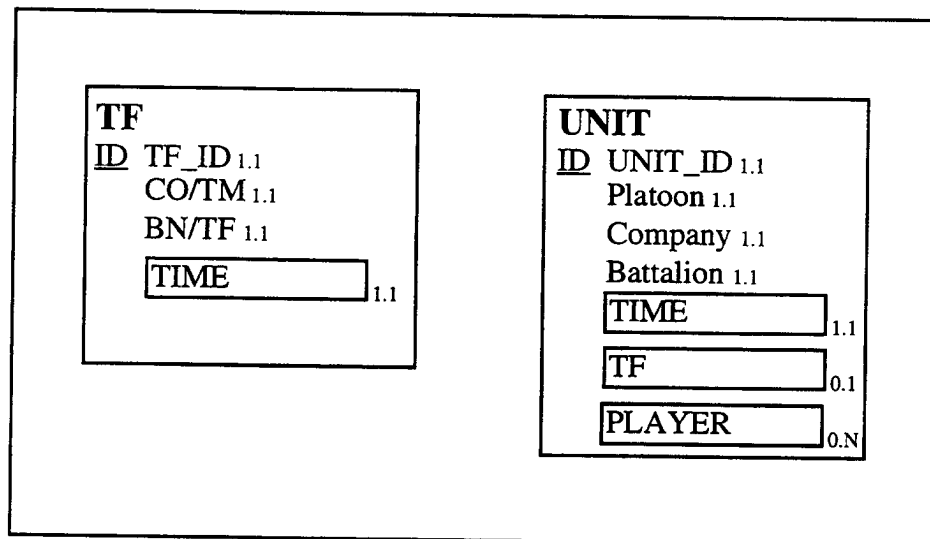 TF
ID TF_ID 1.1
CO/TM 1.1
BN/TF 1.1
TIME 1.1
UNIT
ID UNIT_ID 1.1
Platoon 1.1
Company 1.1
Battalion 1.1
TIME 1.1
TF 0.1
PLAYER 0.N